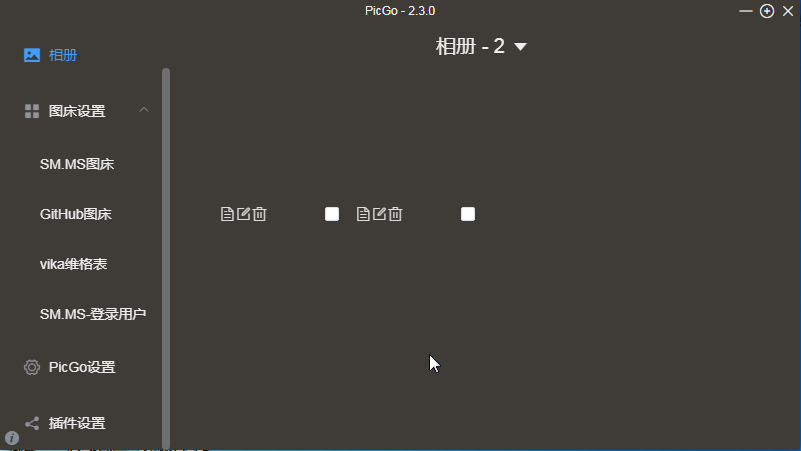 PicGo - 2.3.0
相册
相册 - 2
图床设置
SM.MS图床
GitHub图床
vika维格表
SM.MS-登录用户
PicGo设置
插件设置